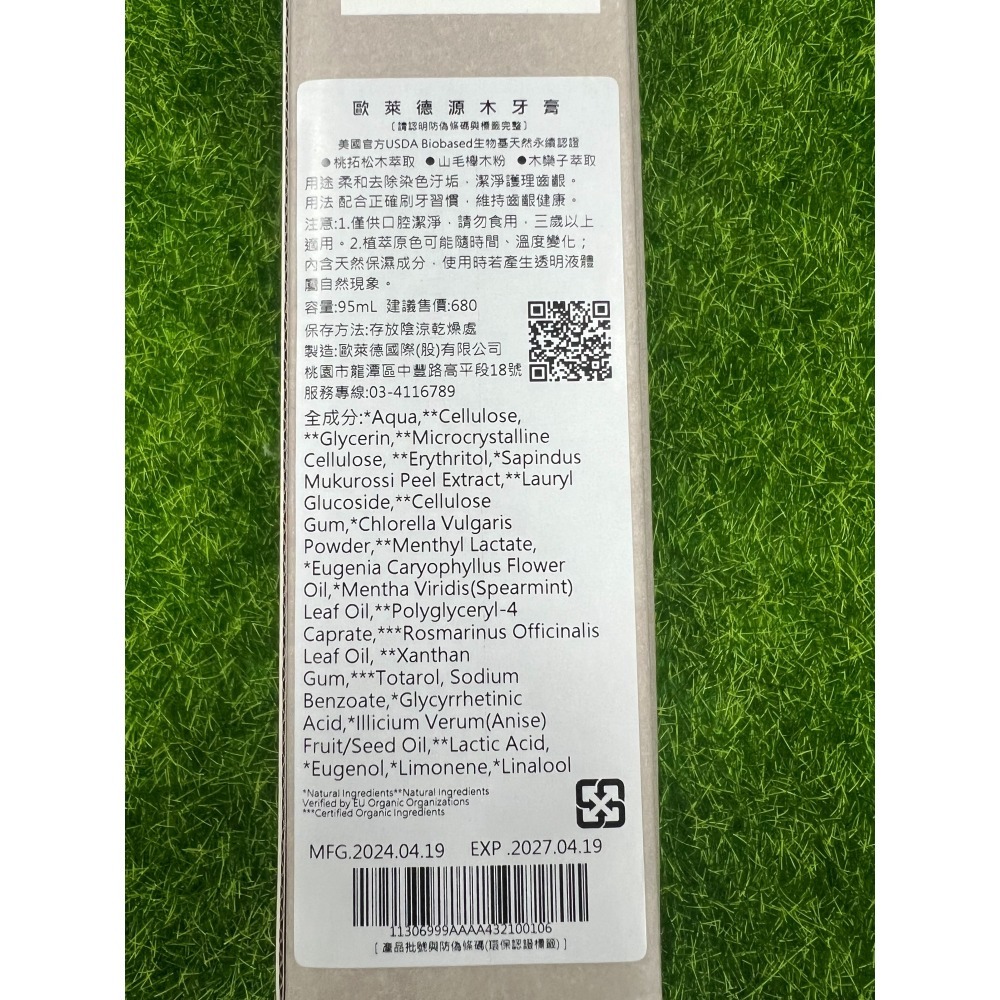 歐萊德源木牙膏
〔請認明防偽條碼與標籤完整〕
美國官方USDA Biobased生物基天然永續認證
●桃拓松木萃取 ●山毛櫸木粉 ●木欒子萃取
用途 柔和去除染色汙垢，潔淨護理齒齦。
用法 配合正確刷牙習慣，維持齒齦健康。
注意:1.僅供口腔潔淨，請勿食用，三歲以上
適用。2.植萃原色可能隨時間、溫度變化；
內含天然保濕成分，使用時若產生透明液體
屬自然現象。
容量:95mL 建議售價:680
保存方法:存放陰涼乾燥處
製造:歐萊德國際(股)有限公司
桃園市龍潭區中豐路高平段18號
服務專線:03-4116789
全成分:*Aqua,**Cellulose,
**Glycerin,**Microcrystalline
Cellulose, **Erythritol,*Sapindus
Mukurossi Peel Extract,**Lauryl
Glucoside,**Cellulose
Gum,*Chlorella Vulgaris
Powder,**Menthyl Lactate,
*Eugenia Caryophyllus Flower
Oil,*Mentha Viridis(Spearmint)
Leaf Oil,**Polyglyceryl-4
Caprate,***Rosmarinus Officinalis
Leaf Oil, **Xanthan
Gum,***Totarol, Sodium
Benzoate,*Glycyrrhetinic
Acid,*Illicium Verum(Anise)
Fruit/Seed Oil,**Lactic Acid,
*Eugenol,*Limonene,*Linalool
*Natural Ingredients**Natural Ingredients
Verified by EU Organic Organizations
***Certified Organic Ingredients
MFG.2024.04.19 EXP .2027.04.19
11306999AAAA432100106
[ 產品批號與防偽條碼(環保認證標籤) ]